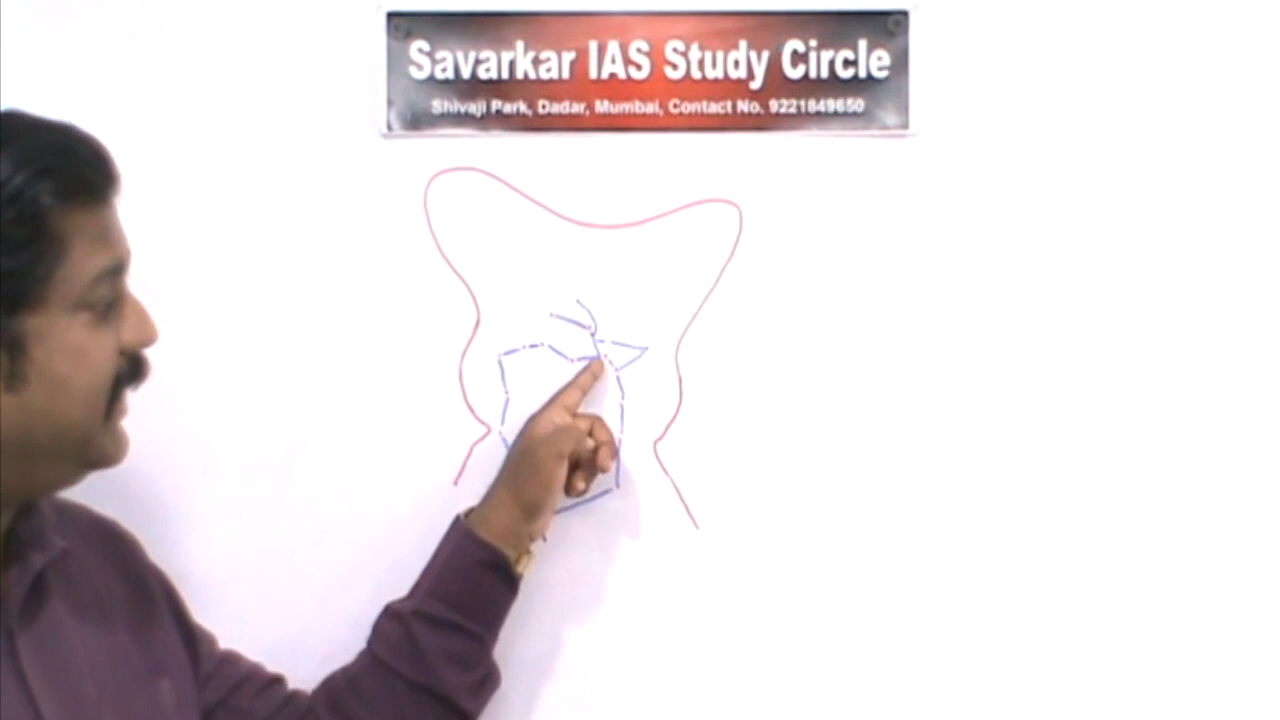 Savarkar IAS Study Circle
Shivaji Park, Dadar, Mumbai, Contact No. 9221849650